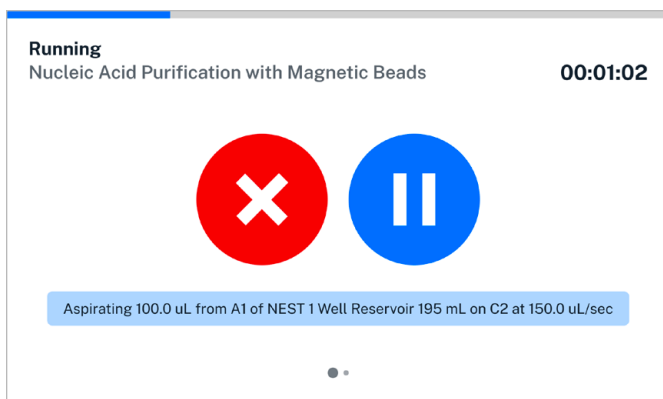 Running
Nucleic Acid Purification with Magnetic Beads
00:01:02
Aspirating 100.0 uL from A1 of NEST 1 Well Reservoir 195 mL on C2 at 150.0 uL/sec